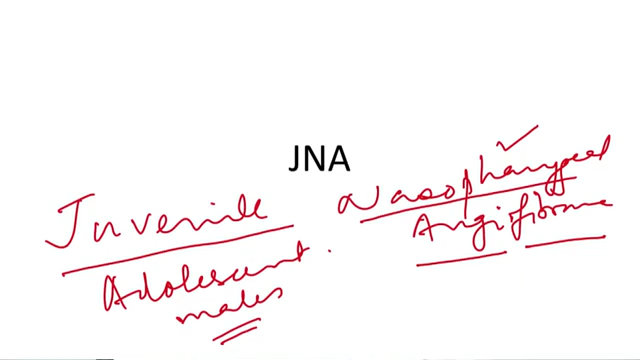 JNA
Juvenile Nasopharyngeal
Angiofibroma
Adolescent
males